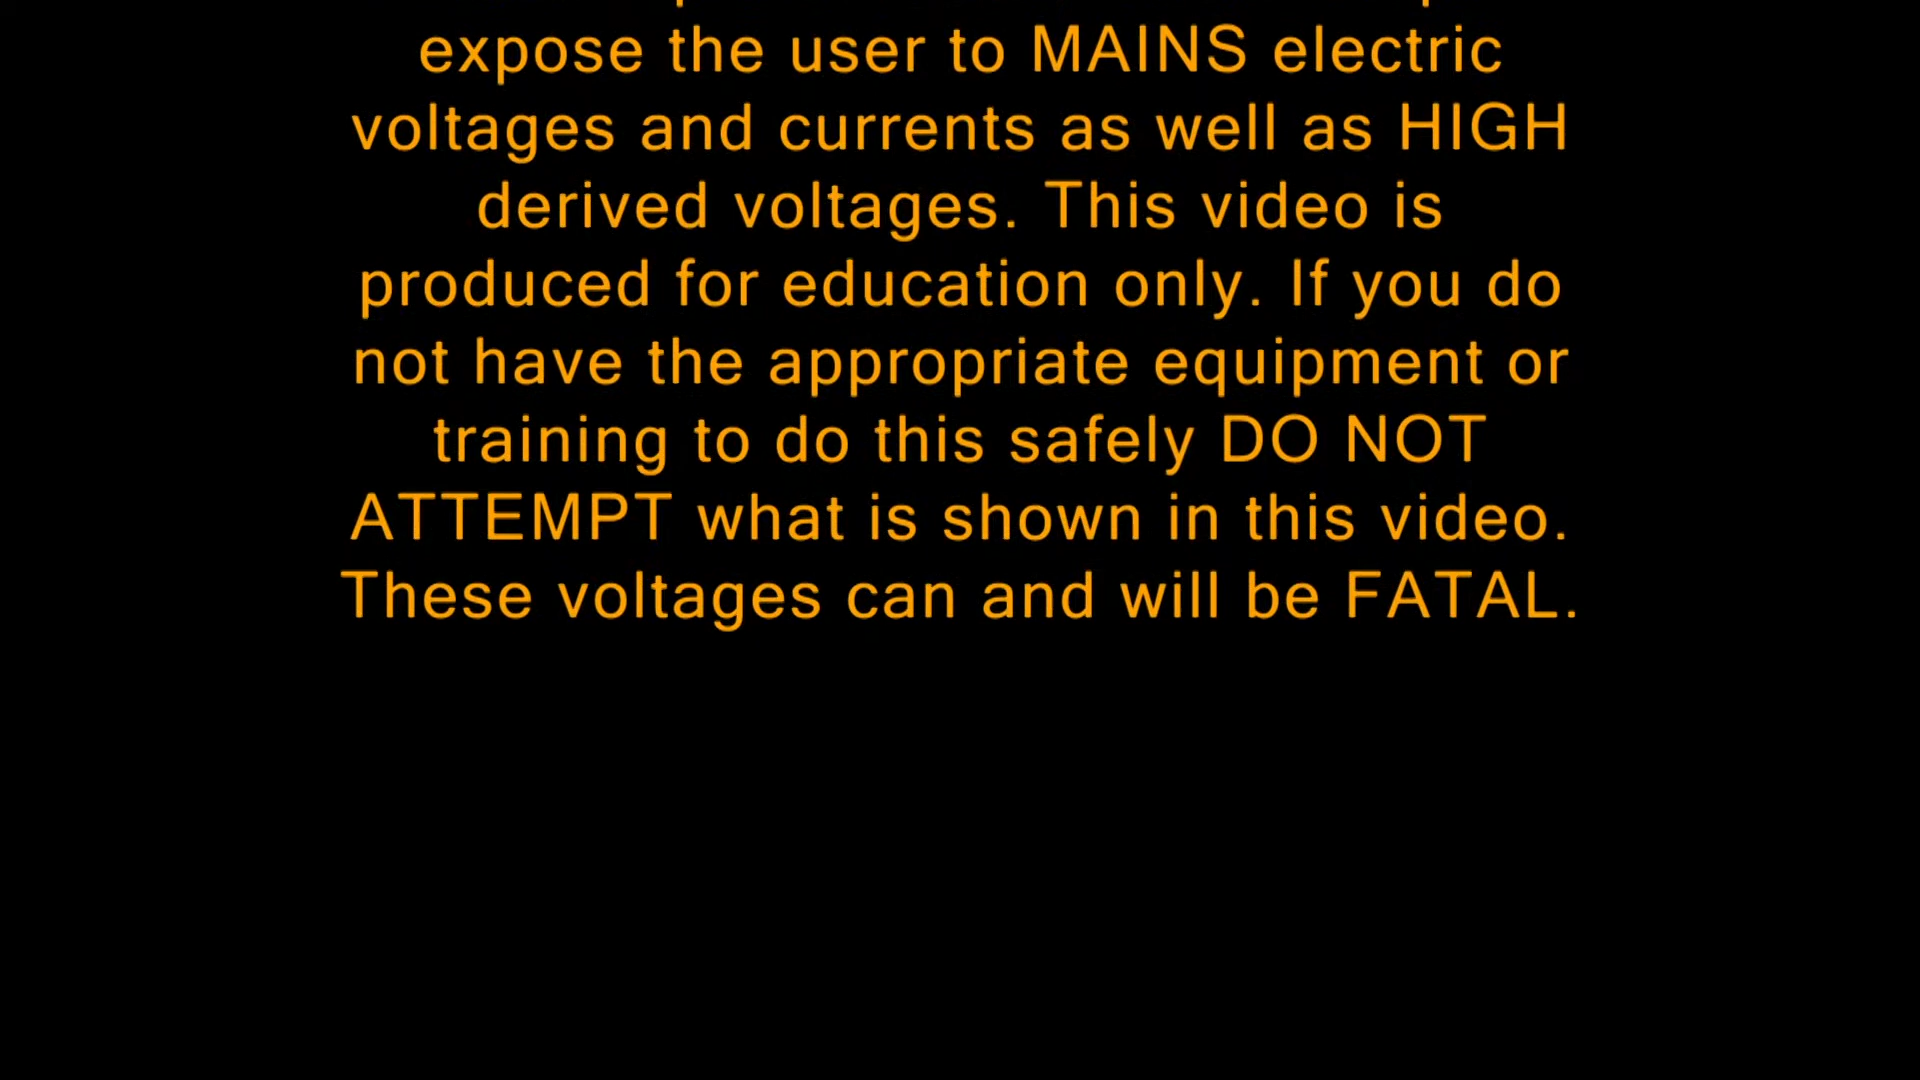 expose the user to MAINS electric
voltages and currents as well as HIGH
derived voltages. This video is
produced for education only. If you do
not have the appropriate equipment or
training to do this safely DO NOT
ATTEMPT what is shown in this video.
These voltages can and will be FATAL.